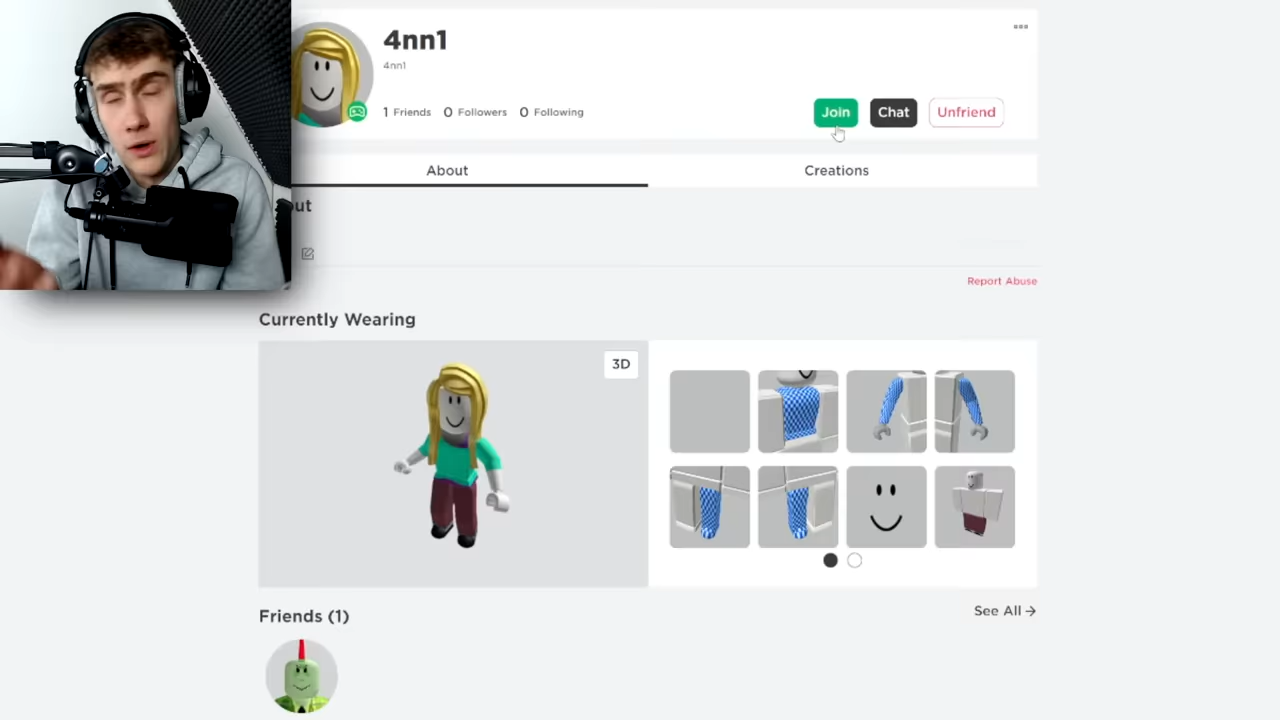 4nn1
4nn1
1 Friends 0 Followers 0 Following
Join Chat Unfriend
About Creations
out
Report Abuse
Currently Wearing
3D
Friends (1)
See All →